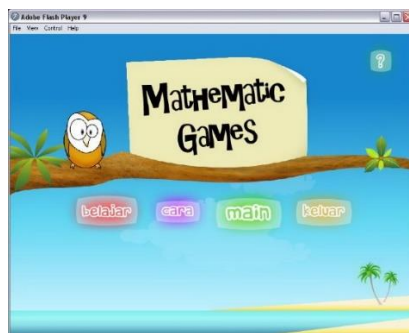 Adobe Flash Player 9
File View Control Help
?
Mathematic
Games
belajar cara main keluar